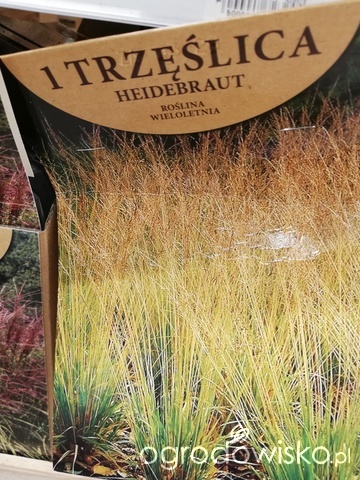 1 TRZĘŚLICA
HEIDEBRAUT
ROŚLINA
WIELOLETNIA
ogrodowisko.pl